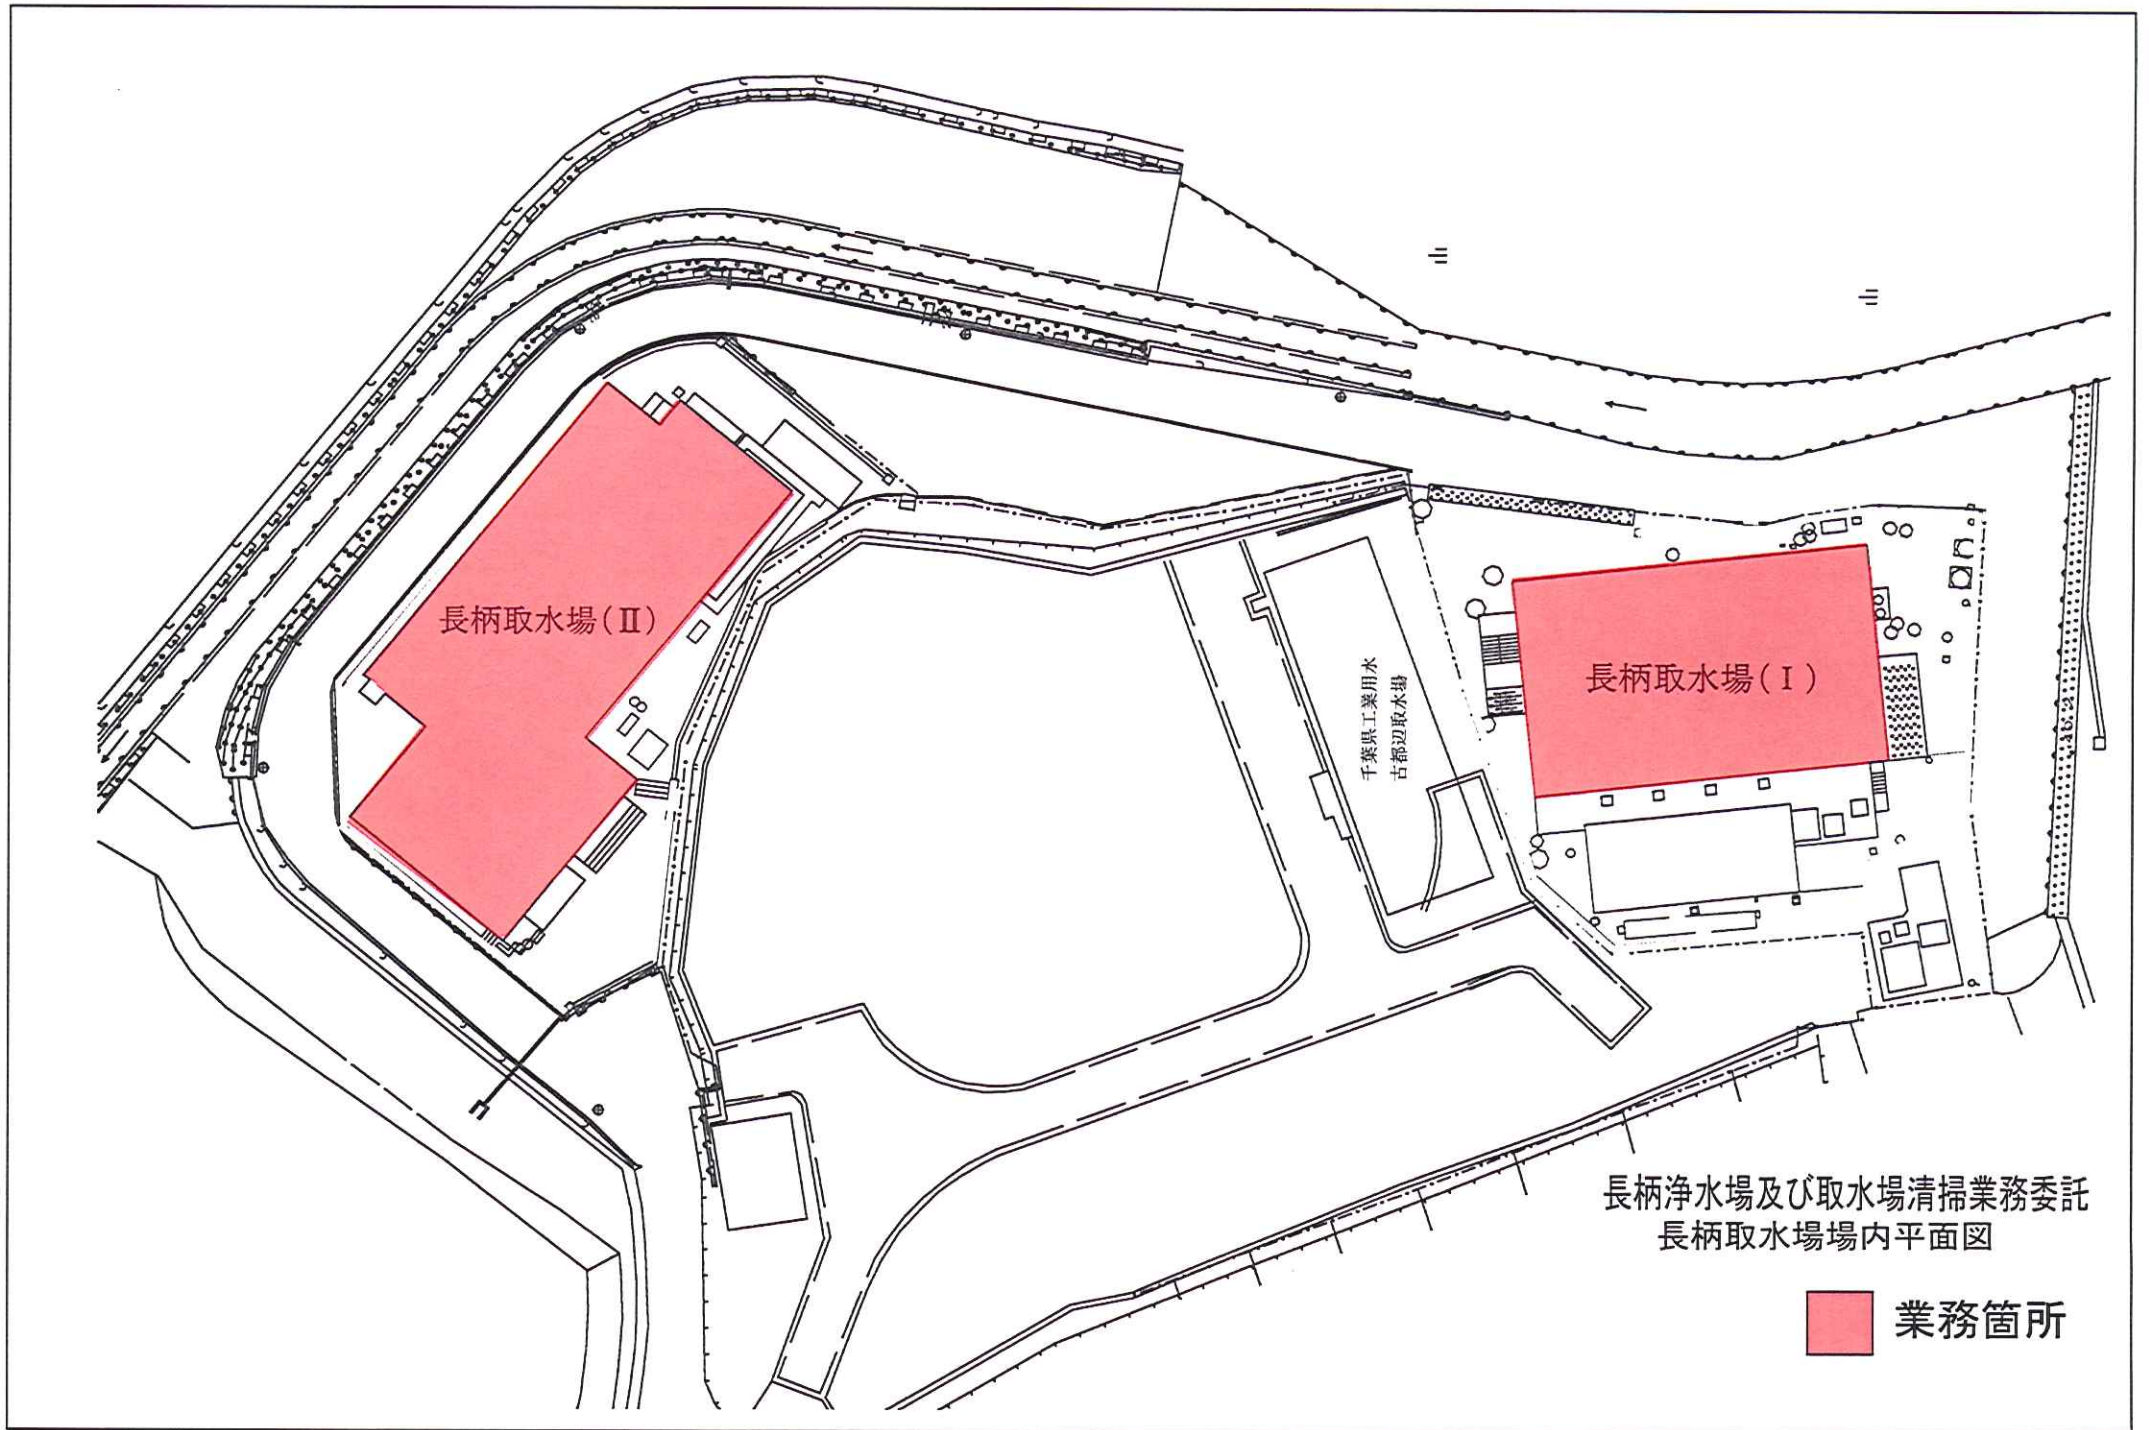 長柄取水場(Ⅱ)
長柄取水場(Ⅰ)
千葉県工業用水
古都辺取水場
長柄浄水場及び取水場清掃業務委託
長柄取水場場内平面図
業務箇所